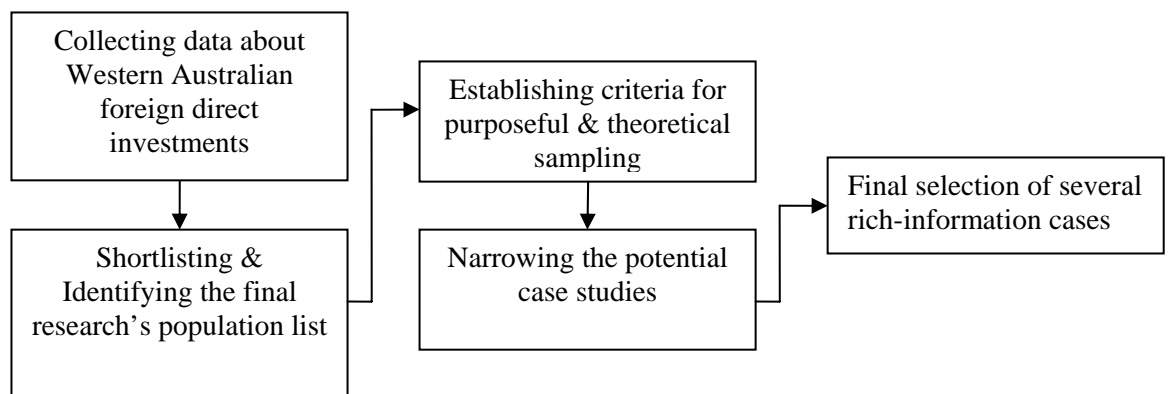 Collecting data about
Western Australian
foreign direct
investments
Shortlisting &
Identifying the final
research’s population list
Establishing criteria for
purposeful & theoretical
sampling
Narrowing the potential
case studies
Final selection of several
rich-information cases